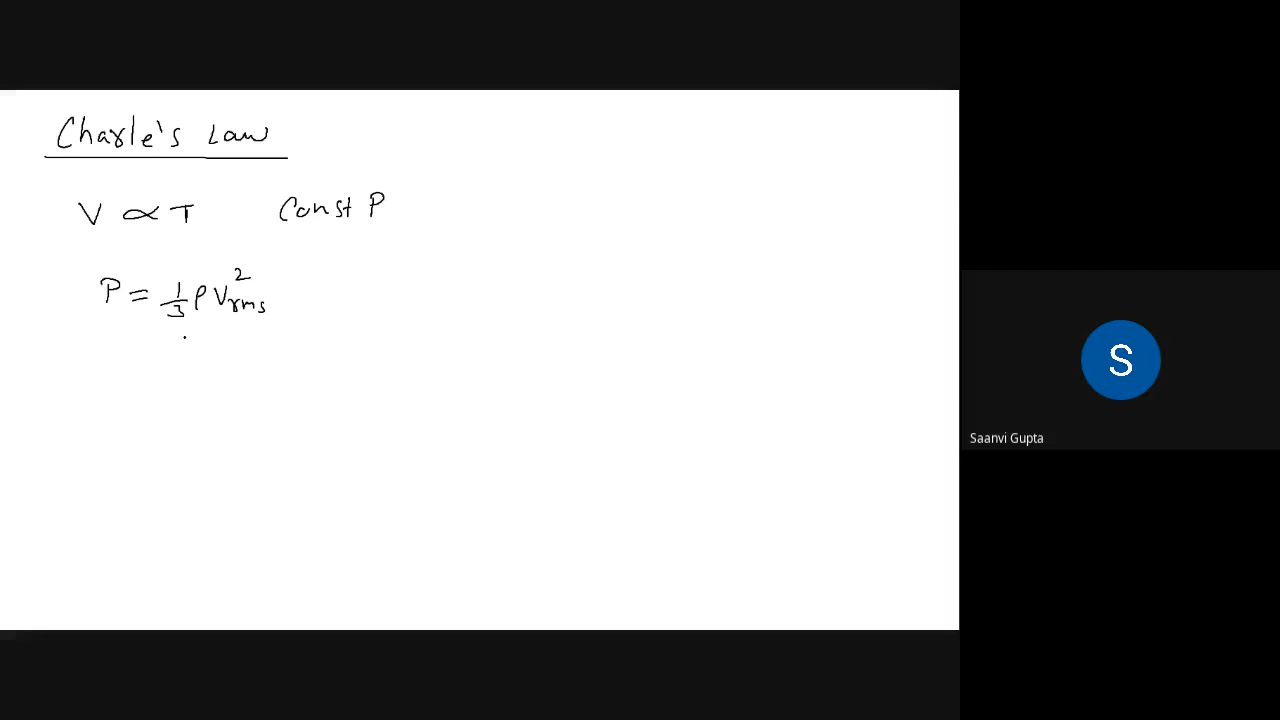 Charle's Law
V ∝ T Const P
P = 1/3 ρ V²rms
S
Saanvi Gupta